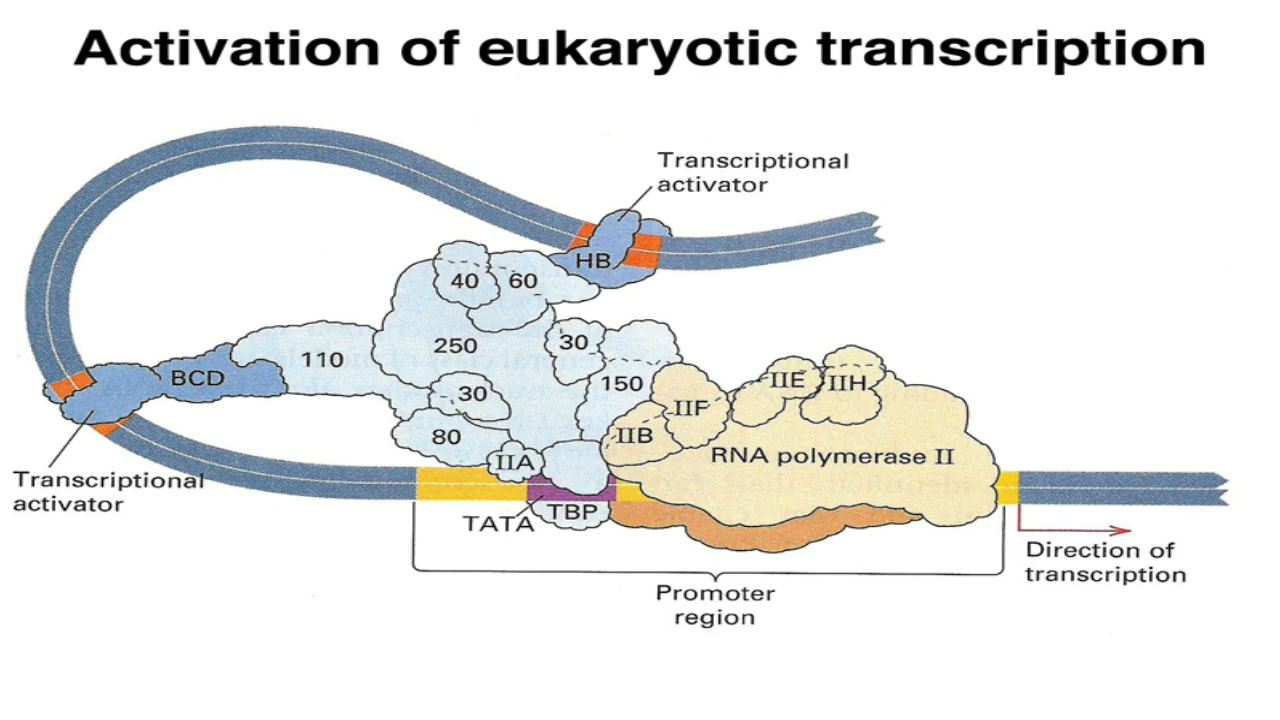 Activation of eukaryotic transcription
Transcriptional
activator
HB
40
60
250
30
110
BCD
150
30
IIE
IIH
IIF
80
IIB
IIA
RNA polymerase II
Transcriptional
activator
TATA
TBP
Direction of
transcription
Promoter
region